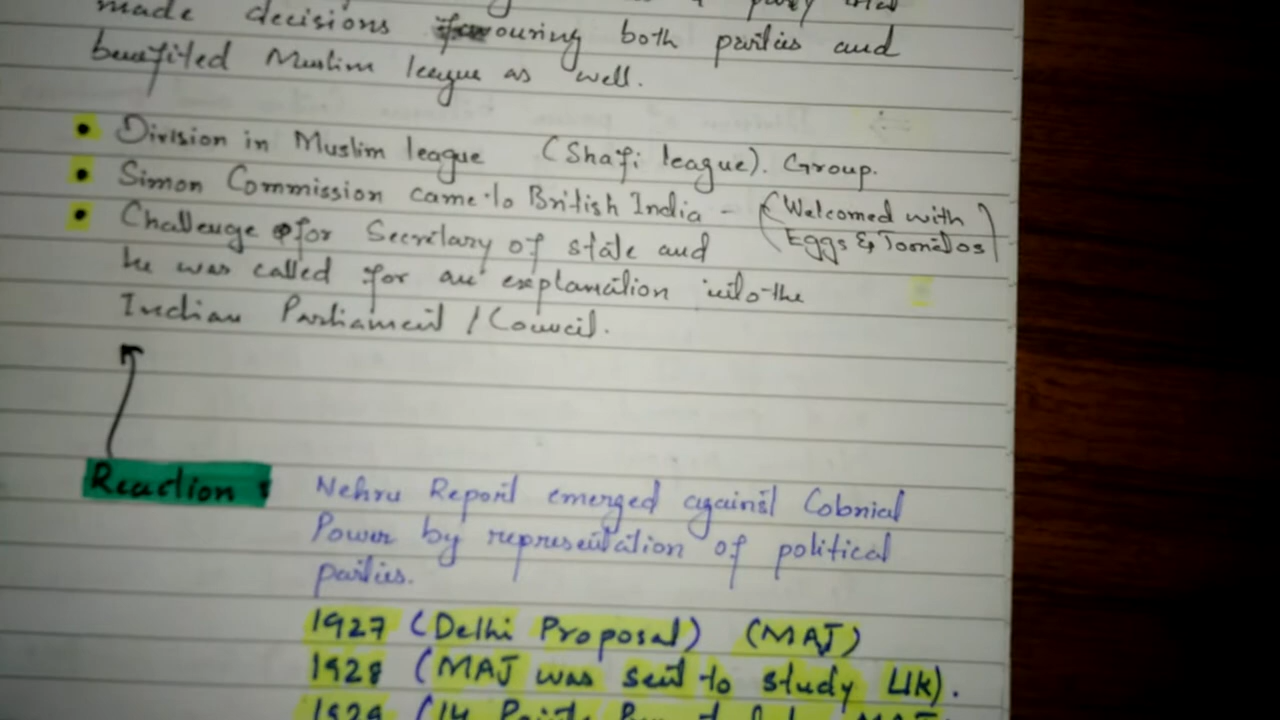 made decisions favouring both parties and
benefited Muslim league as well.
• Division in Muslim league (Shafi league). Group.
• Simon Commission came to British India - (Welcomed with
Eggs & Tomatos)
• Challenge for Secretary of state and
he was called for an explanation into the
Indian Parliament / Council.
Reaction :
Nehru Report emerged against Colonial
Power by representation of political
parties.
1927 (Delhi Proposal) (MAJ)
1928 (MAJ was sent to study UK).
1929 (14 Points